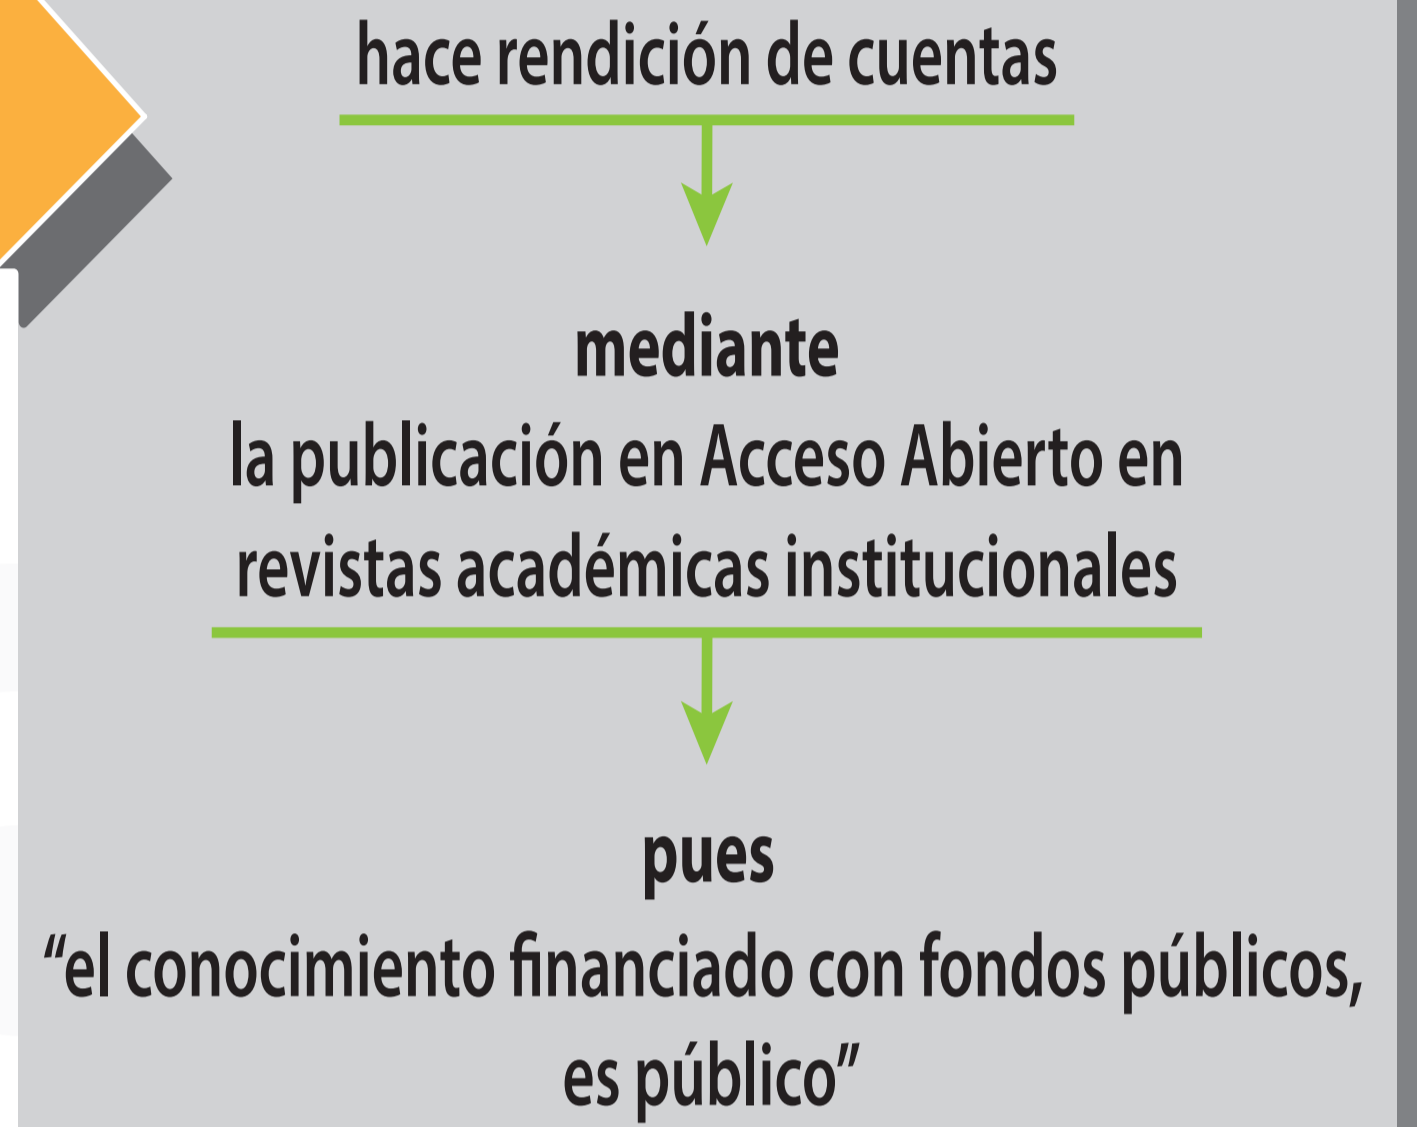 hace rendición de cuentas
mediante
la publicación en Acceso Abierto en
revistas académicas institucionales
pues
“el conocimiento financiado con fondos públicos,
es público”